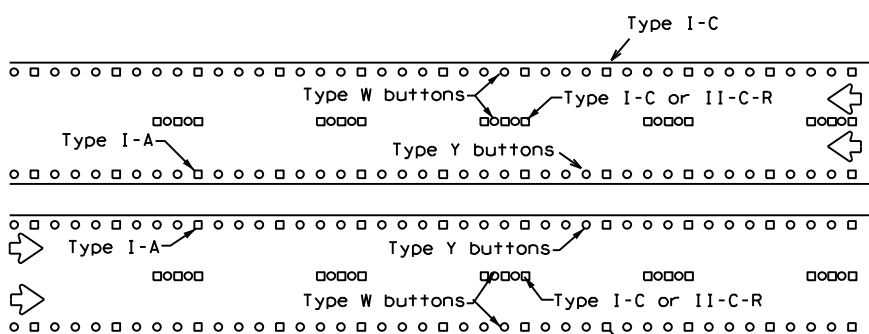 Type I-C
Type W buttons
Type I-C or II-C-R
Type I-A
Type Y buttons
Type I-A
Type Y buttons
Type W buttons
Type I-C or II-C-R